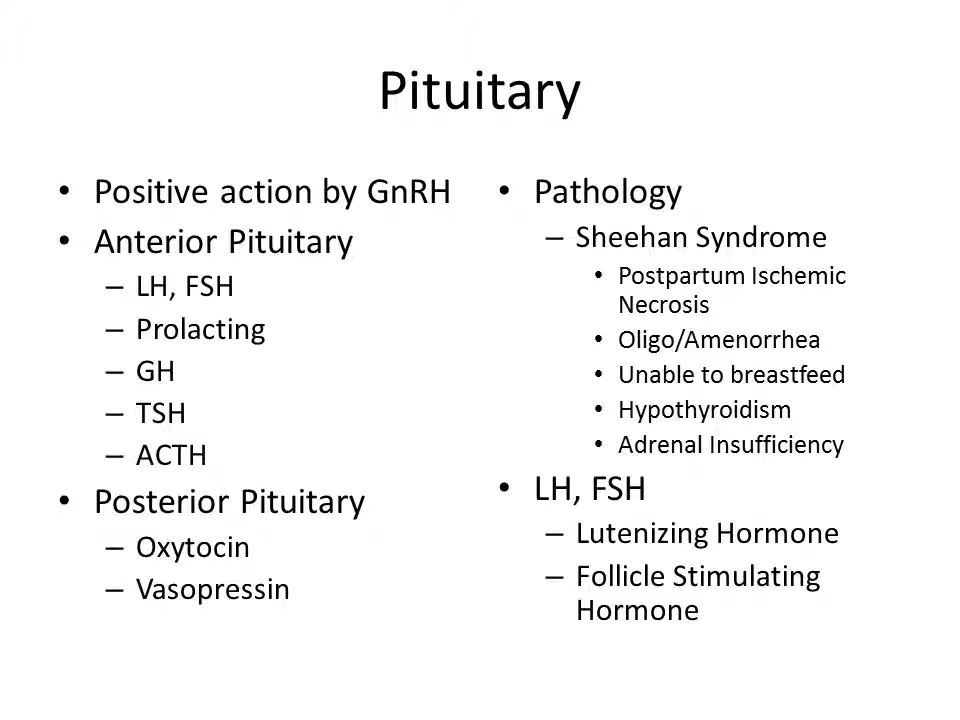 Pituitary
• Positive action by GnRH
• Anterior Pituitary
– LH, FSH
– Prolacting
– GH
– TSH
– ACTH
• Posterior Pituitary
– Oxytocin
– Vasopressin
• Pathology
– Sheehan Syndrome
• Postpartum Ischemic
Necrosis
• Oligo/Amenorrhea
• Unable to breastfeed
• Hypothyroidism
• Adrenal Insufficiency
• LH, FSH
– Lutenizing Hormone
– Follicle Stimulating
Hormone